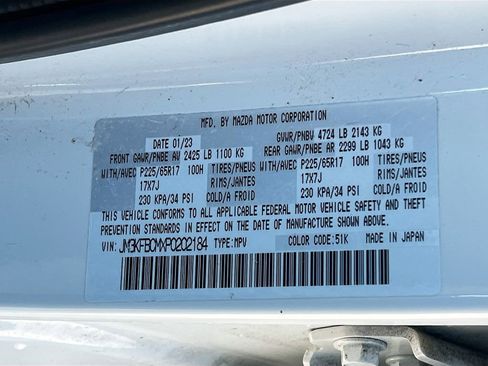 MFD. BY MAZDA MOTOR CORPORATION
DATE 01/23 GVWR/PNBV 4724 LB 2143 KG
FRONT GAWR/PNBE AV 2425 LB 1100 KG REAR GAWR/PNBE AR 2299 LB 1043 KG
WITH/AVEC P225/65R17 100H TIRES/PNEUS WITH/AVEC P225/65R17 100H TIRES/PNEUS
17X7J RIMS/JANTES 17X7J RIMS/JANTES
230 KPA/34 PSI COLD/A FROID 230 KPA/34 PSI COLD/A FROID
THIS VEHICLE CONFORMS TO ALL APPLICABLE FEDERAL MOTOR VEHICLE SAFETY AND THEFT
PREVENTION STANDARDS IN EFFECT ON THE DATE OF MANUFACTURE SHOWN ABOVE.
VIN: JM3KFBCMXP0202184 TYPE:MPV COLOR CODE:51K MADE IN JAPAN